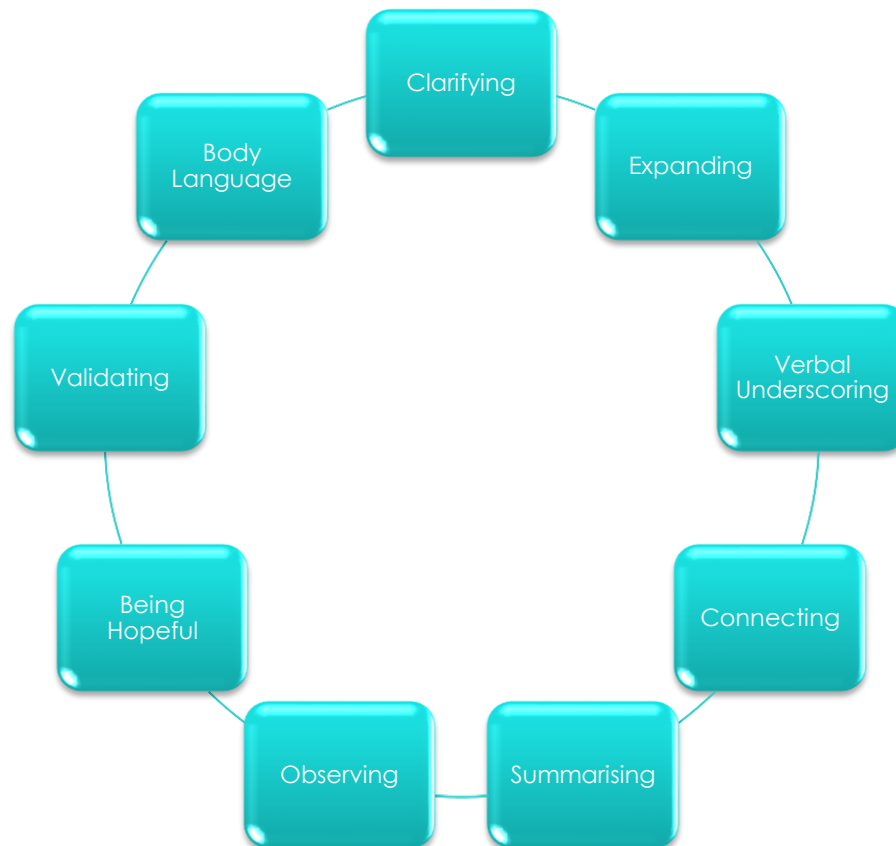 Clarifying
Expanding
Verbal
Underscoring
Connecting
Summarising
Observing
Being
Hopeful
Validating
Body
Language